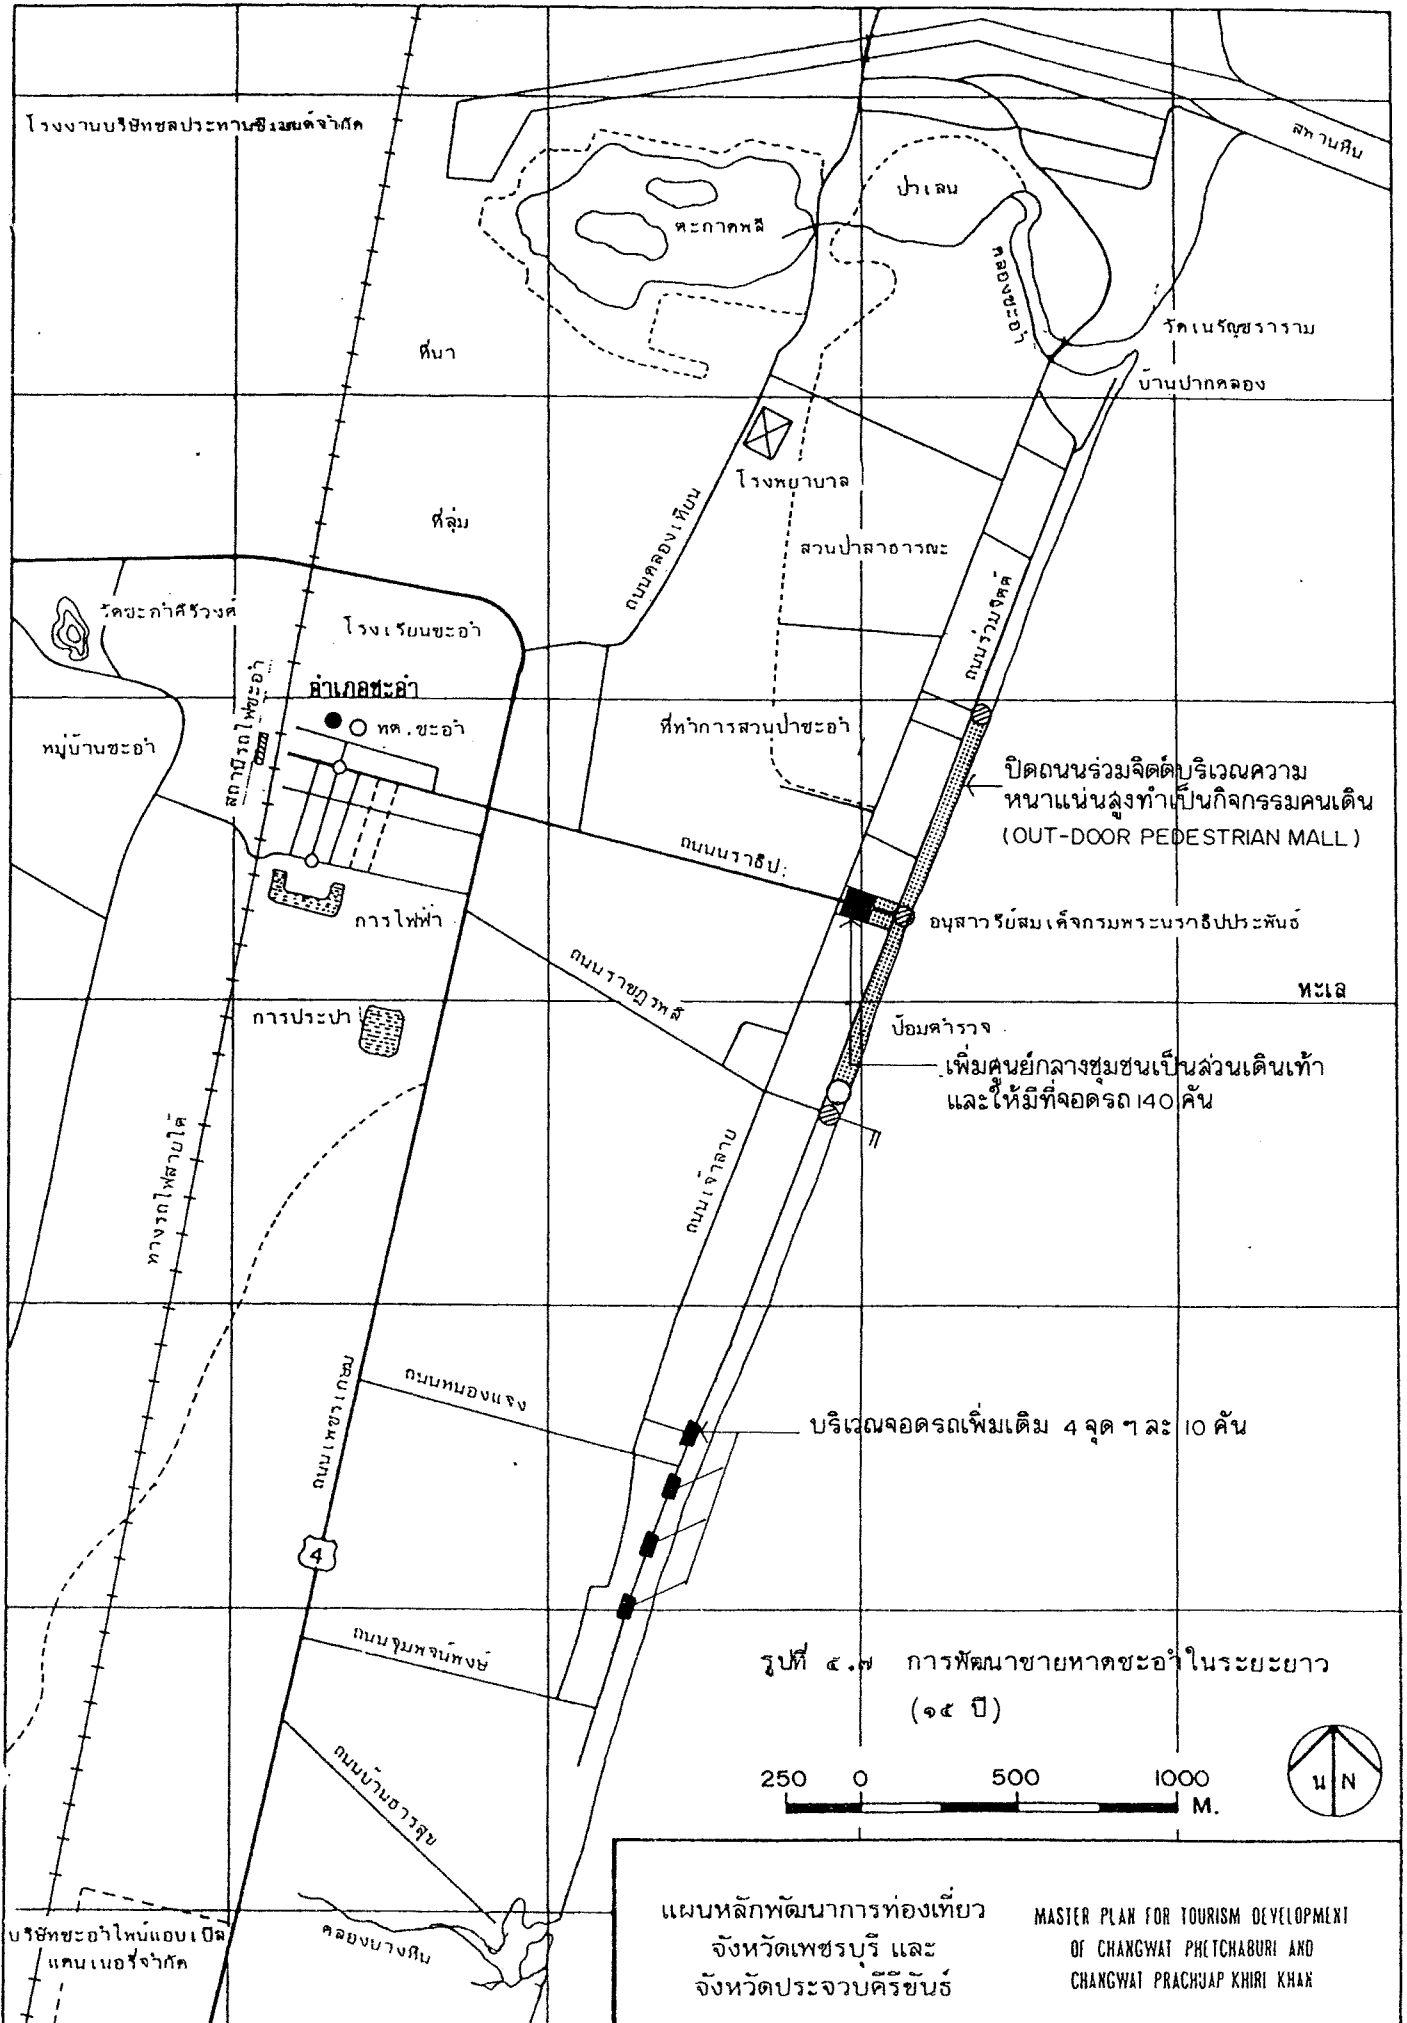 โรงงานบริษัทชลประทานซีเมนต์จำกัด
สพานหิน
ป่าเลน
ตะกาดพลี
คลองชะอำ
วัดเนรัญชราราม
ที่นา
บ้านปากคลอง
โรงพยาบาล
ที่ลุ่ม
ถนนคลองเทียน
สวนป่าสาธารณะ
วัดชะอำคีรีวงศ์
โรงเรียนชะอำ
ถนนร่วมจิตต์
อำเภอชะอำ
ทต.ชะอำ
ที่ทำการสวนป่าชะอำ
หมู่บ้านชะอำ
สถานีรถไฟชะอำ
ปิดถนนร่วมจิตต์บริเวณความ
หนาแน่นสูงทำเป็นกิจกรรมคนเดิน
(OUT-DOOR PEDESTRIAN MALL)
ถนนนราธิป
การไฟฟ้า
อนุสาวรีย์สมเด็จกรมพระนราธิปประพันธ์
ถนนราชฎรพลี
ทะเล
การประปา
ป้อมตำรวจ
เพิ่มศูนย์กลางชุมชนเป็นส่วนเดินเท้า
และให้มีที่จอดรถ 140 คัน
ทางรถไฟสายใต้
ถนนเจ้าลาย
ถนนเพชรเกษม
ถนนหนองแจง
บริเวณจอดรถเพิ่มเติม 4 จุด ๆ ละ 10 คัน
4
ถนนจุมพจน์พงษ์
รูปที่ ๕.๗ การพัฒนาชายหาดชะอำในระยะยาว
(๑๕ ปี)
ถนนบ้านธารสุข
250 0 500 1000
M.
น N
คลองบางหิน
บริษัทชะอำไพน์แอบเปิล
แคนเนอรี่จำกัด
แผนหลักพัฒนาการท่องเที่ยว
จังหวัดเพชรบุรี และ
จังหวัดประจวบคีรีขันธ์
MASTER PLAN FOR TOURISM DEVELOPMENT
OF CHANGWAT PHETCHABURI AND
CHANGWAT PRACHUAP KHIRI KHAN